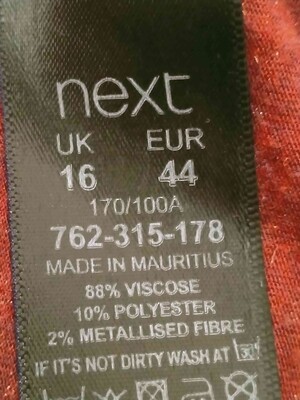 next
UK EUR
16 44
170/100A
762-315-178
MADE IN MAURITIUS
88% VISCOSE
10% POLYESTER
2% METALLISED FIBRE
IF IT'S NOT DIRTY WASH AT